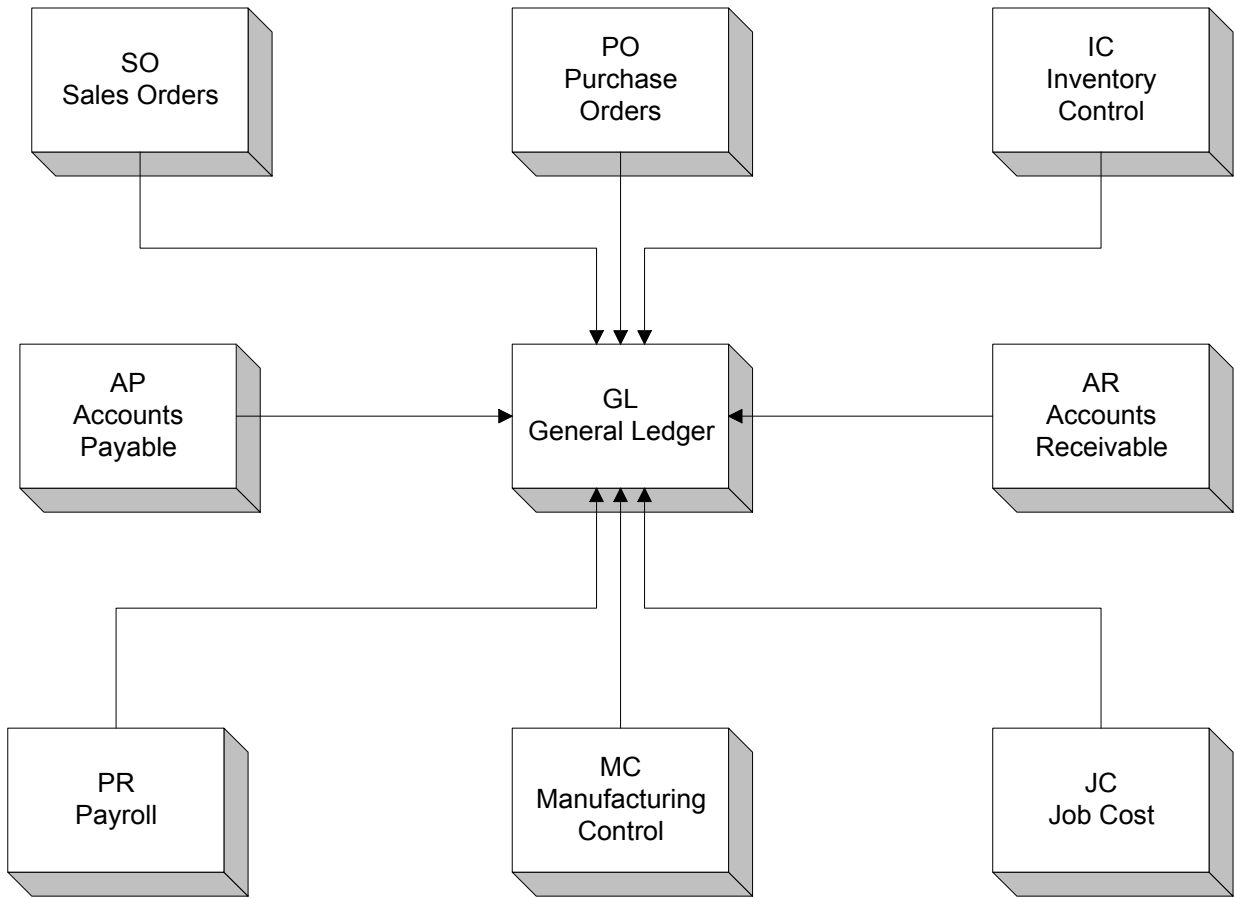 SO
Sales Orders
PO
Purchase
Orders
IC
Inventory
Control
AP
Accounts
Payable
GL
General Ledger
AR
Accounts
Receivable
PR
Payroll
MC
Manufacturing
Control
JC
Job Cost